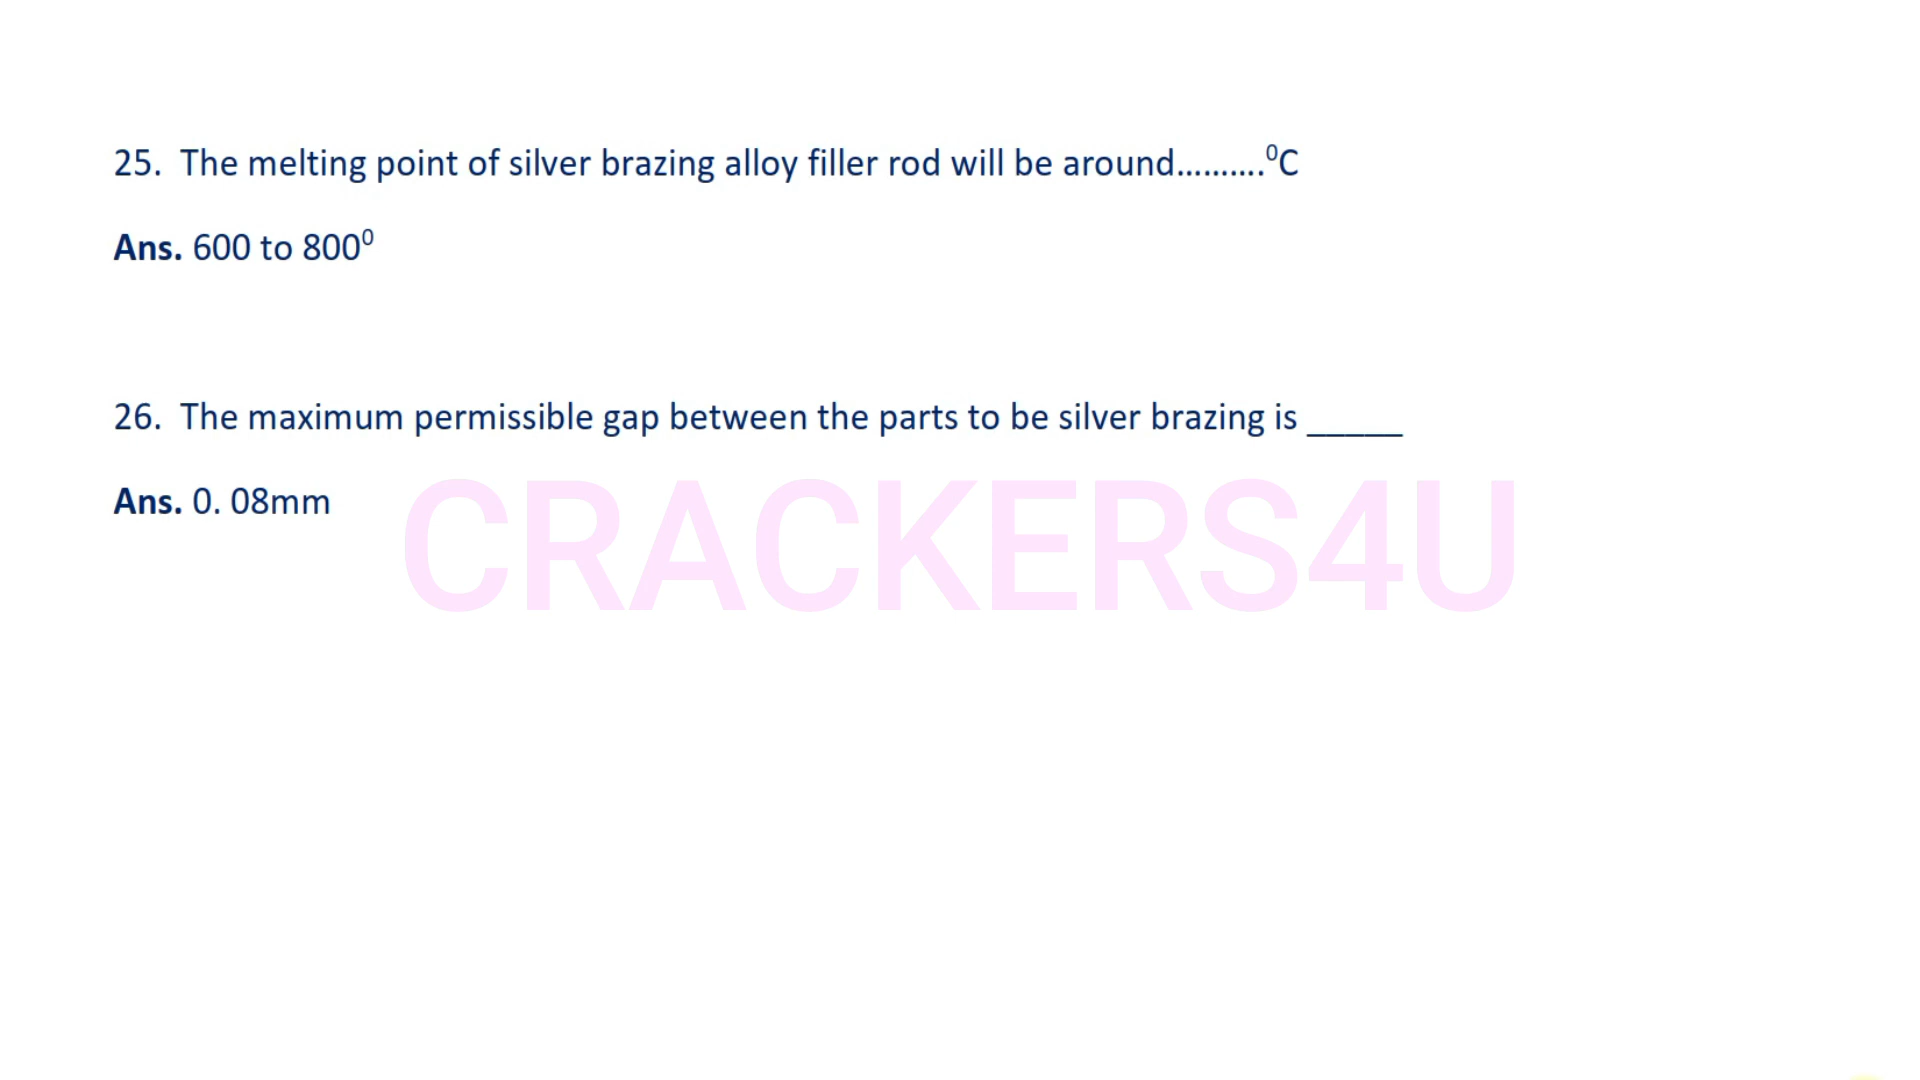 25. The melting point of silver brazing alloy filler rod will be around..........⁰C
Ans. 600 to 800⁰
26. The maximum permissible gap between the parts to be silver brazing is _____
Ans. 0. 08mm
CRACKERS4U